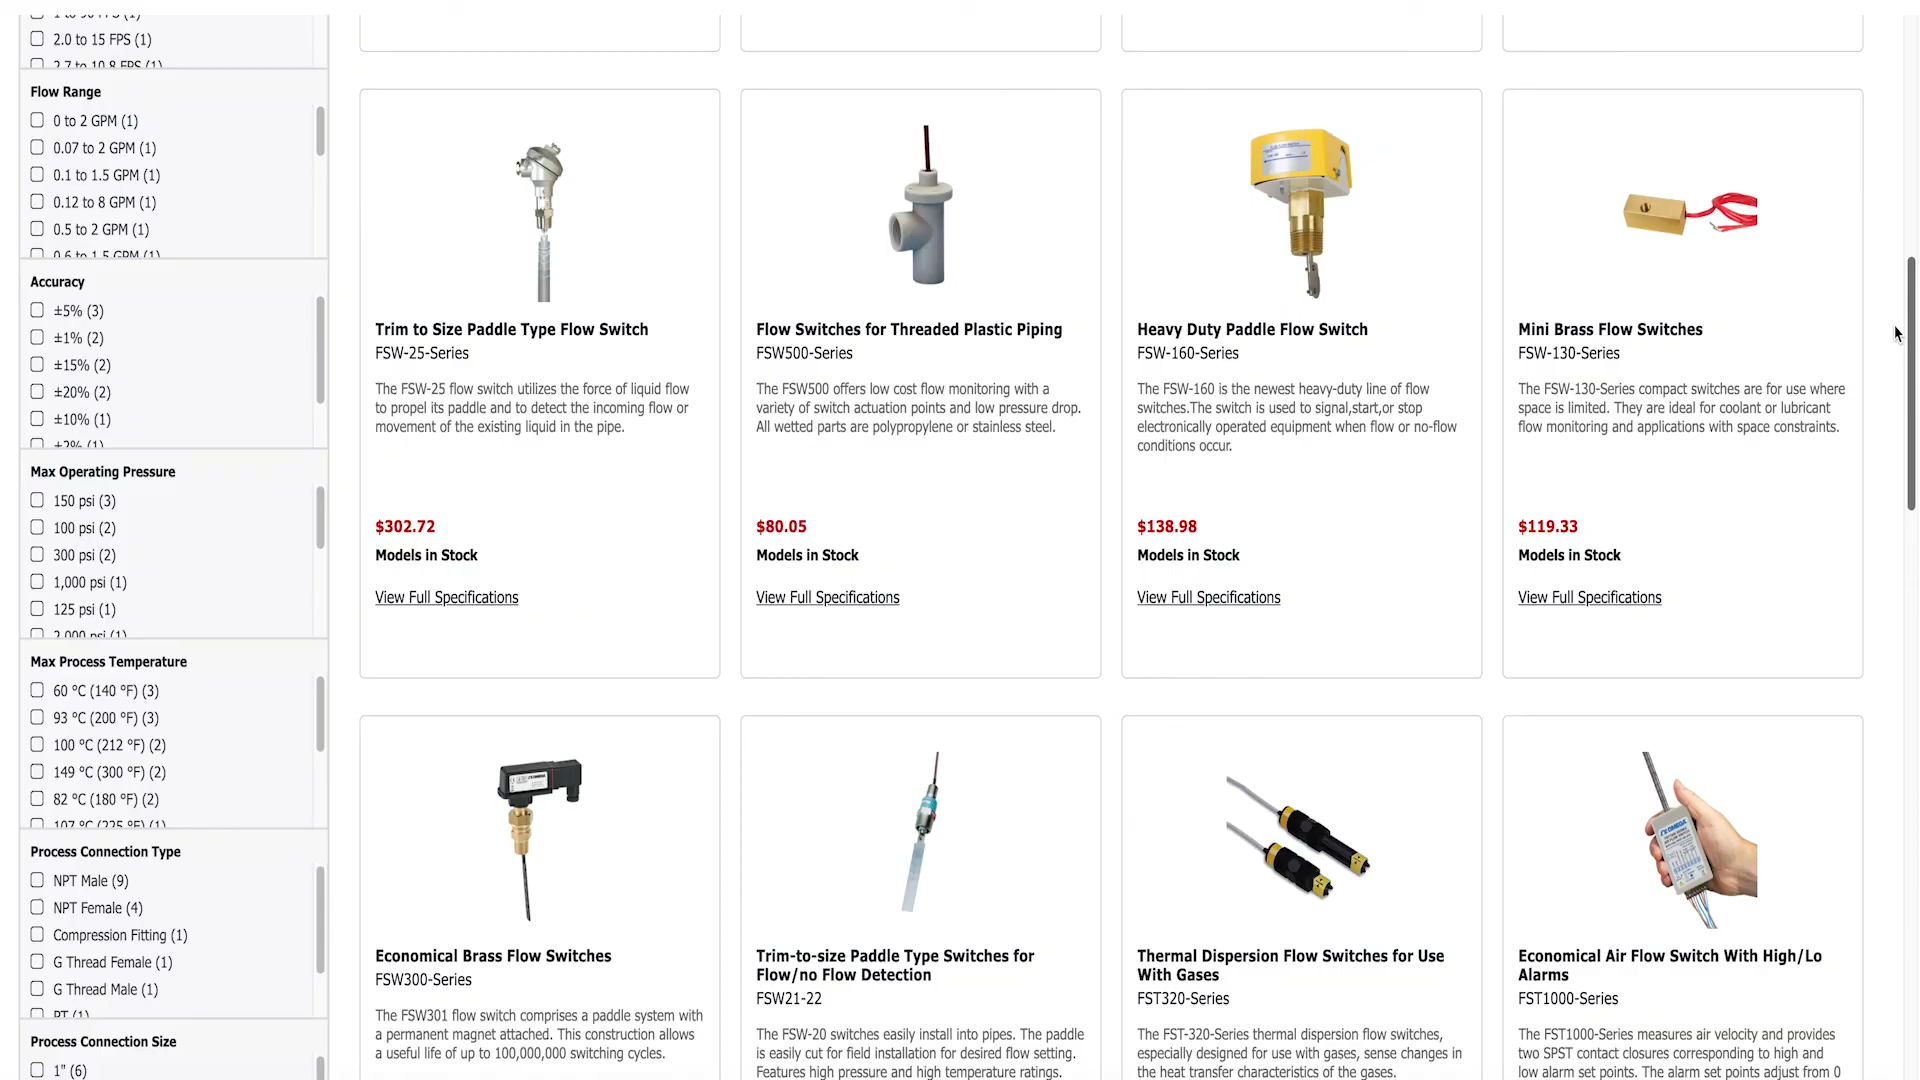 2.0 to 15 FPS (1)
Flow Range
0 to 2 GPM (1)
0.07 to 2 GPM (1)
0.1 to 1.5 GPM (1)
0.12 to 8 GPM (1)
0.5 to 2 GPM (1)
0.6 to 1.5 GPM (1)
Accuracy
±5% (3)
±1% (2)
±15% (2)
±20% (2)
±10% (1)
±2% (1)
Max Operating Pressure
150 psi (3)
100 psi (2)
300 psi (2)
1,000 psi (1)
125 psi (1)
2,000 psi (1)
Max Process Temperature
60 °C (140 °F) (3)
93 °C (200 °F) (3)
100 °C (212 °F) (2)
149 °C (300 °F) (2)
82 °C (180 °F) (2)
107 °C (225 °F) (1)
Process Connection Type
NPT Male (9)
NPT Female (4)
Compression Fitting (1)
G Thread Female (1)
G Thread Male (1)
PT (1)
Process Connection Size
1" (6)
Trim to Size Paddle Type Flow Switch
FSW-25-Series
The FSW-25 flow switch utilizes the force of liquid flow
to propel its paddle and to detect the incoming flow or
movement of the existing liquid in the pipe.
$302.72
Models in Stock
View Full Specifications
Flow Switches for Threaded Plastic Piping
FSW500-Series
The FSW500 offers low cost flow monitoring with a
variety of switch actuation points and low pressure drop.
All wetted parts are polypropylene or stainless steel.
$80.05
Models in Stock
View Full Specifications
Heavy Duty Paddle Flow Switch
FSW-160-Series
The FSW-160 is the newest heavy-duty line of flow
switches.The switch is used to signal,start,or stop
electronically operated equipment when flow or no-flow
conditions occur.
$138.98
Models in Stock
View Full Specifications
Mini Brass Flow Switches
FSW-130-Series
The FSW-130-Series compact switches are for use where
space is limited. They are ideal for coolant or lubricant
flow monitoring and applications with space constraints.
$119.33
Models in Stock
View Full Specifications
Economical Brass Flow Switches
FSW300-Series
The FSW301 flow switch comprises a paddle system with
a permanent magnet attached. This construction allows
a useful life of up to 100,000,000 switching cycles.
Trim-to-size Paddle Type Switches for
Flow/no Flow Detection
FSW21-22
The FSW-20 switches easily install into pipes. The paddle
is easily cut for field installation for desired flow setting.
Features high pressure and high temperature ratings.
Thermal Dispersion Flow Switches for Use
With Gases
FST320-Series
The FST-320-Series thermal dispersion flow switches,
especially designed for use with gases, sense changes in
the heat transfer characteristics of the gases.
OMEGA
Economical Air Flow Switch With High/Lo
Alarms
FST1000-Series
The FST1000-Series measures air velocity and provides
two SPST contact closures corresponding to high and
low alarm set points. The alarm set points adjust from 0